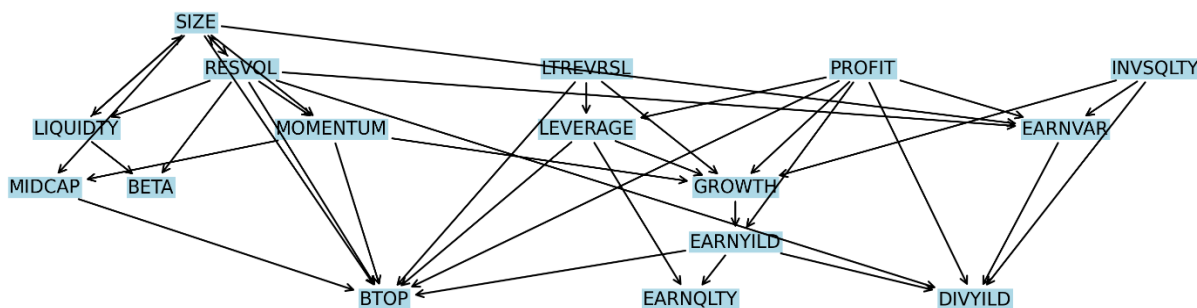 SIZE
RESVOL LTREVRSL PROFIT INVSQLTY
LIQUIDTY MOMENTUM LEVERAGE EARNVAR
MIDCAP BETA GROWTH
EARNYILD
BTOP EARNQLTY DIVYILD